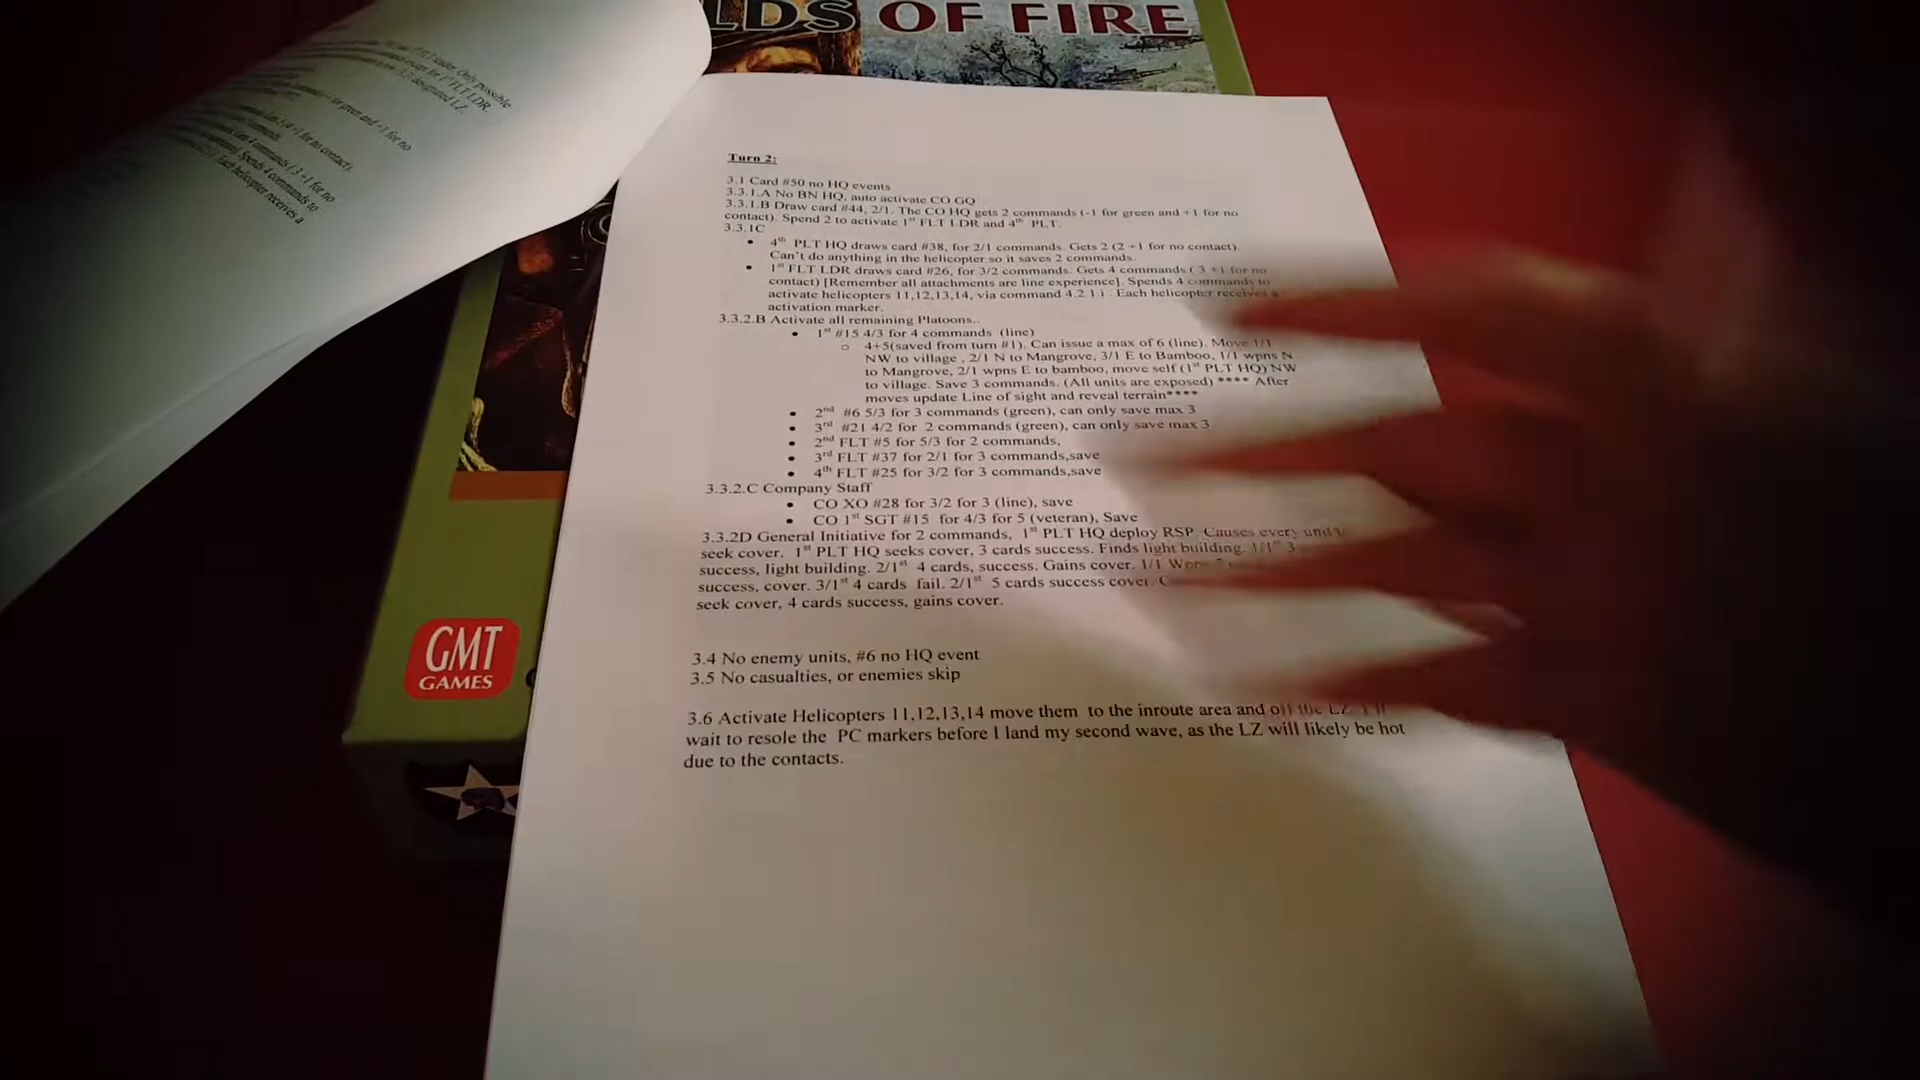 LDS OF FIRE
FLT Leader. Only possible
except for 1st FLT LDR.
designated LZ.
Turn 2:
3.1 Card #50 no HQ events
3.3.1.A No BN HQ, auto activate CO GQ
3.3.1.B Draw card #44, 2/1. The CO HQ gets 2 commands (-1 for green and +1 for no
contact). Spend 2 to activate 1st FLT LDR and 4th PLT.
3.3.1C
• 4th PLT HQ draws card #38, for 2/1 commands. Gets 2 (2 +1 for no contact).
Can't do anything in the helicopter so it saves 2 commands.
• 1st FLT LDR draws card #26, for 3/2 commands. Gets 4 commands ( 3 +1 for no
contact) [Remember all attachments are line experience]. Spends 4 commands to
activate helicopters 11,12,13,14, via command 4.2.1.i . Each helicopter receives a
activation marker.
3.3.2.B Activate all remaining Platoons..
• 1st #15 4/3 for 4 commands (line)
o 4+5(saved from turn #1). Can issue a max of 6 (line). Move 1/1
NW to village , 2/1 N to Mangrove, 3/1 E to Bamboo, 1/1 wpns N
to Mangrove, 2/1 wpns E to bamboo, move self (1st PLT HQ) NW
to village. Save 3 commands. (All units are exposed) **** After
moves update Line of sight and reveal terrain****
• 2nd #6 5/3 for 3 commands (green), can only save max 3
• 3rd #21 4/2 for 2 commands (green), can only save max 3
• 2nd FLT #5 for 5/3 for 2 commands,
• 3rd FLT #37 for 2/1 for 3 commands,save
• 4th FLT #25 for 3/2 for 3 commands,save
3.3.2.C Company Staff
• CO XO #28 for 3/2 for 3 (line), save
• CO 1st SGT #15 for 4/3 for 5 (veteran), Save
3.3.2D General Initiative for 2 commands, 1st PLT HQ deploy RSP. Causes every unit
seek cover. 1st PLT HQ seeks cover, 3 cards success. Finds light building. 1/1st 3
success, light building. 2/1st 4 cards, success. Gains cover. 1/1
success, cover. 3/1st 4 cards fail. 2/1st 5 cards success cover.
seek cover, 4 cards success, gains cover.
3.4 No enemy units, #6 no HQ event
3.5 No casualties, or enemies skip
3.6 Activate Helicopters 11,12,13,14 move them to the inroute area and off the LZ.
wait to resole the PC markers before I land my second wave, as the LZ will likely be hot
due to the contacts.
GMT
GAMES